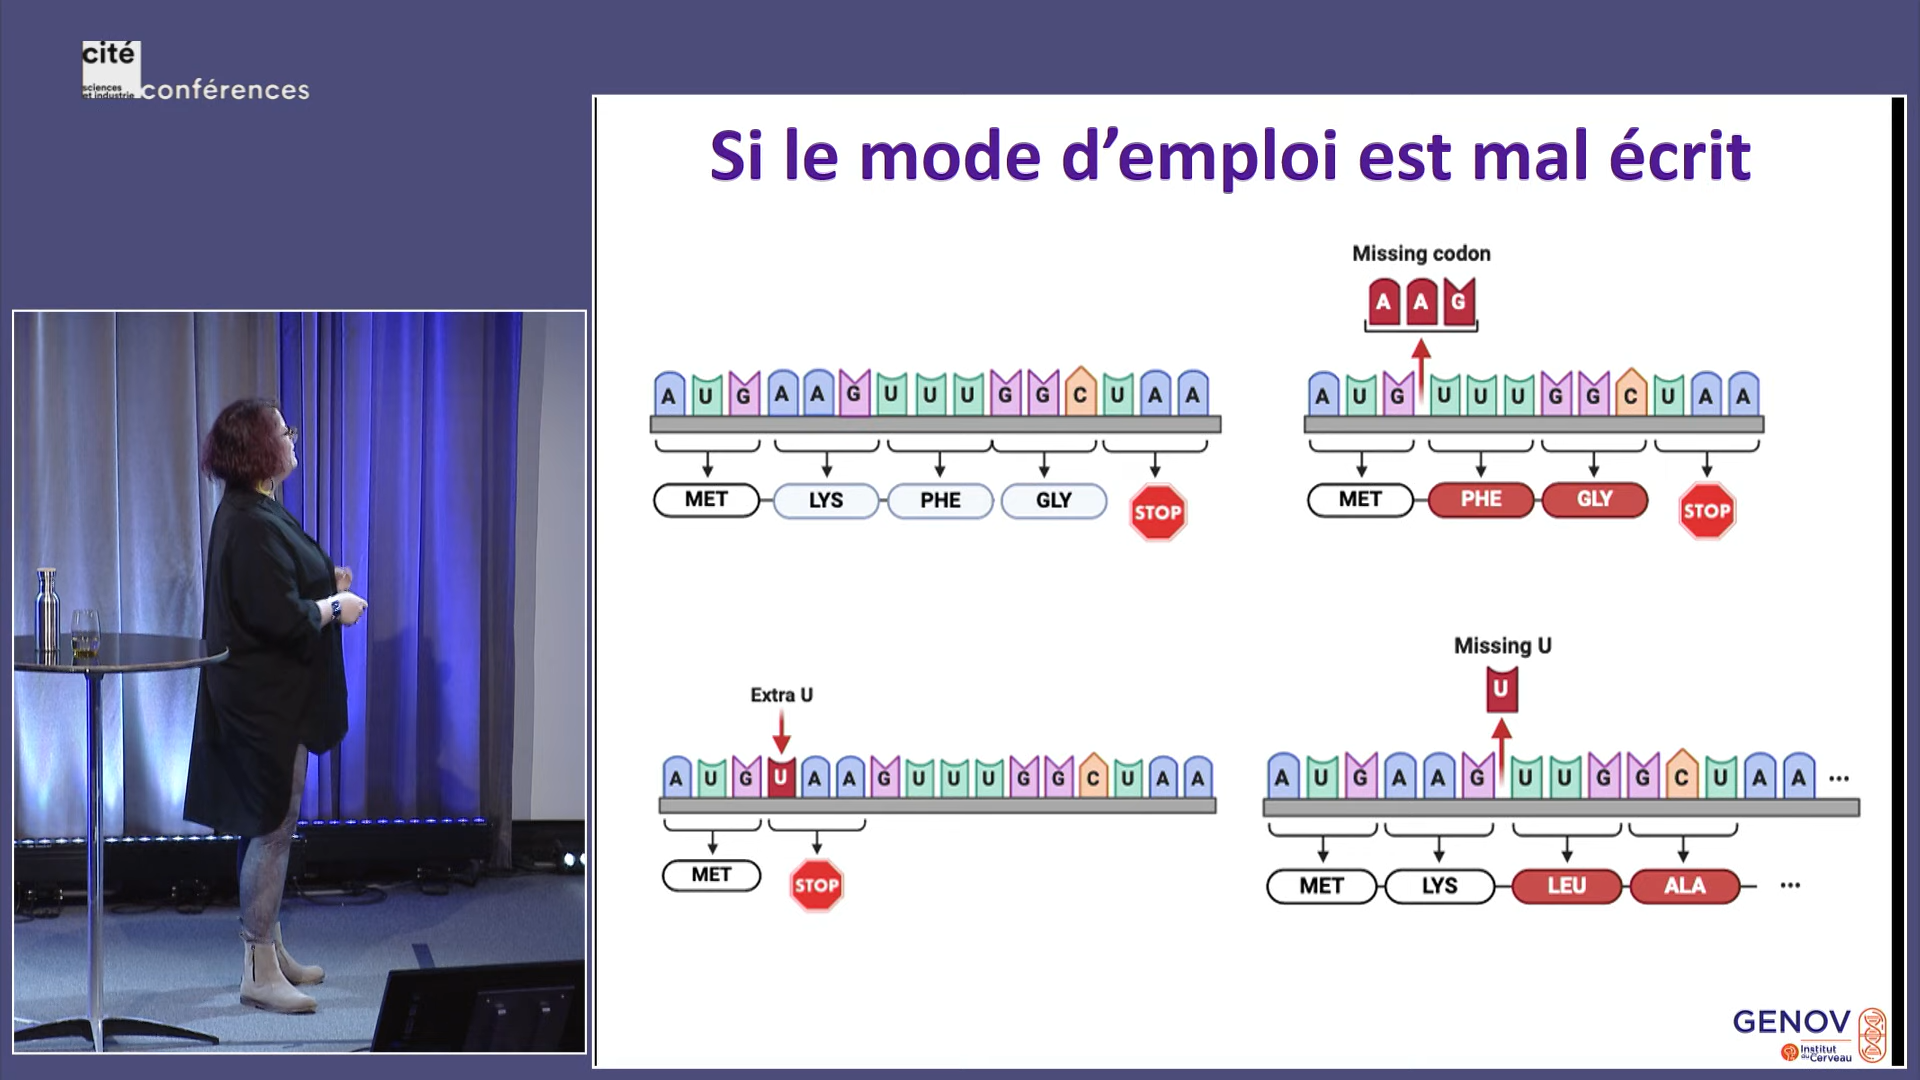 cité
sciences
et industrie
conférences
Si le mode d’emploi est mal écrit
A U G A A G U U U G G C U A A
MET LYS PHE GLY STOP
Missing codon
A A G
A U G U U U G G C U A A
MET PHE GLY STOP
Extra U
A U G U A A G U U U G G C U A A
MET STOP
Missing U
U
A U G A A G U U G G C U A A ...
MET LYS LEU ALA ...
GENOV
Institut
du Cerveau